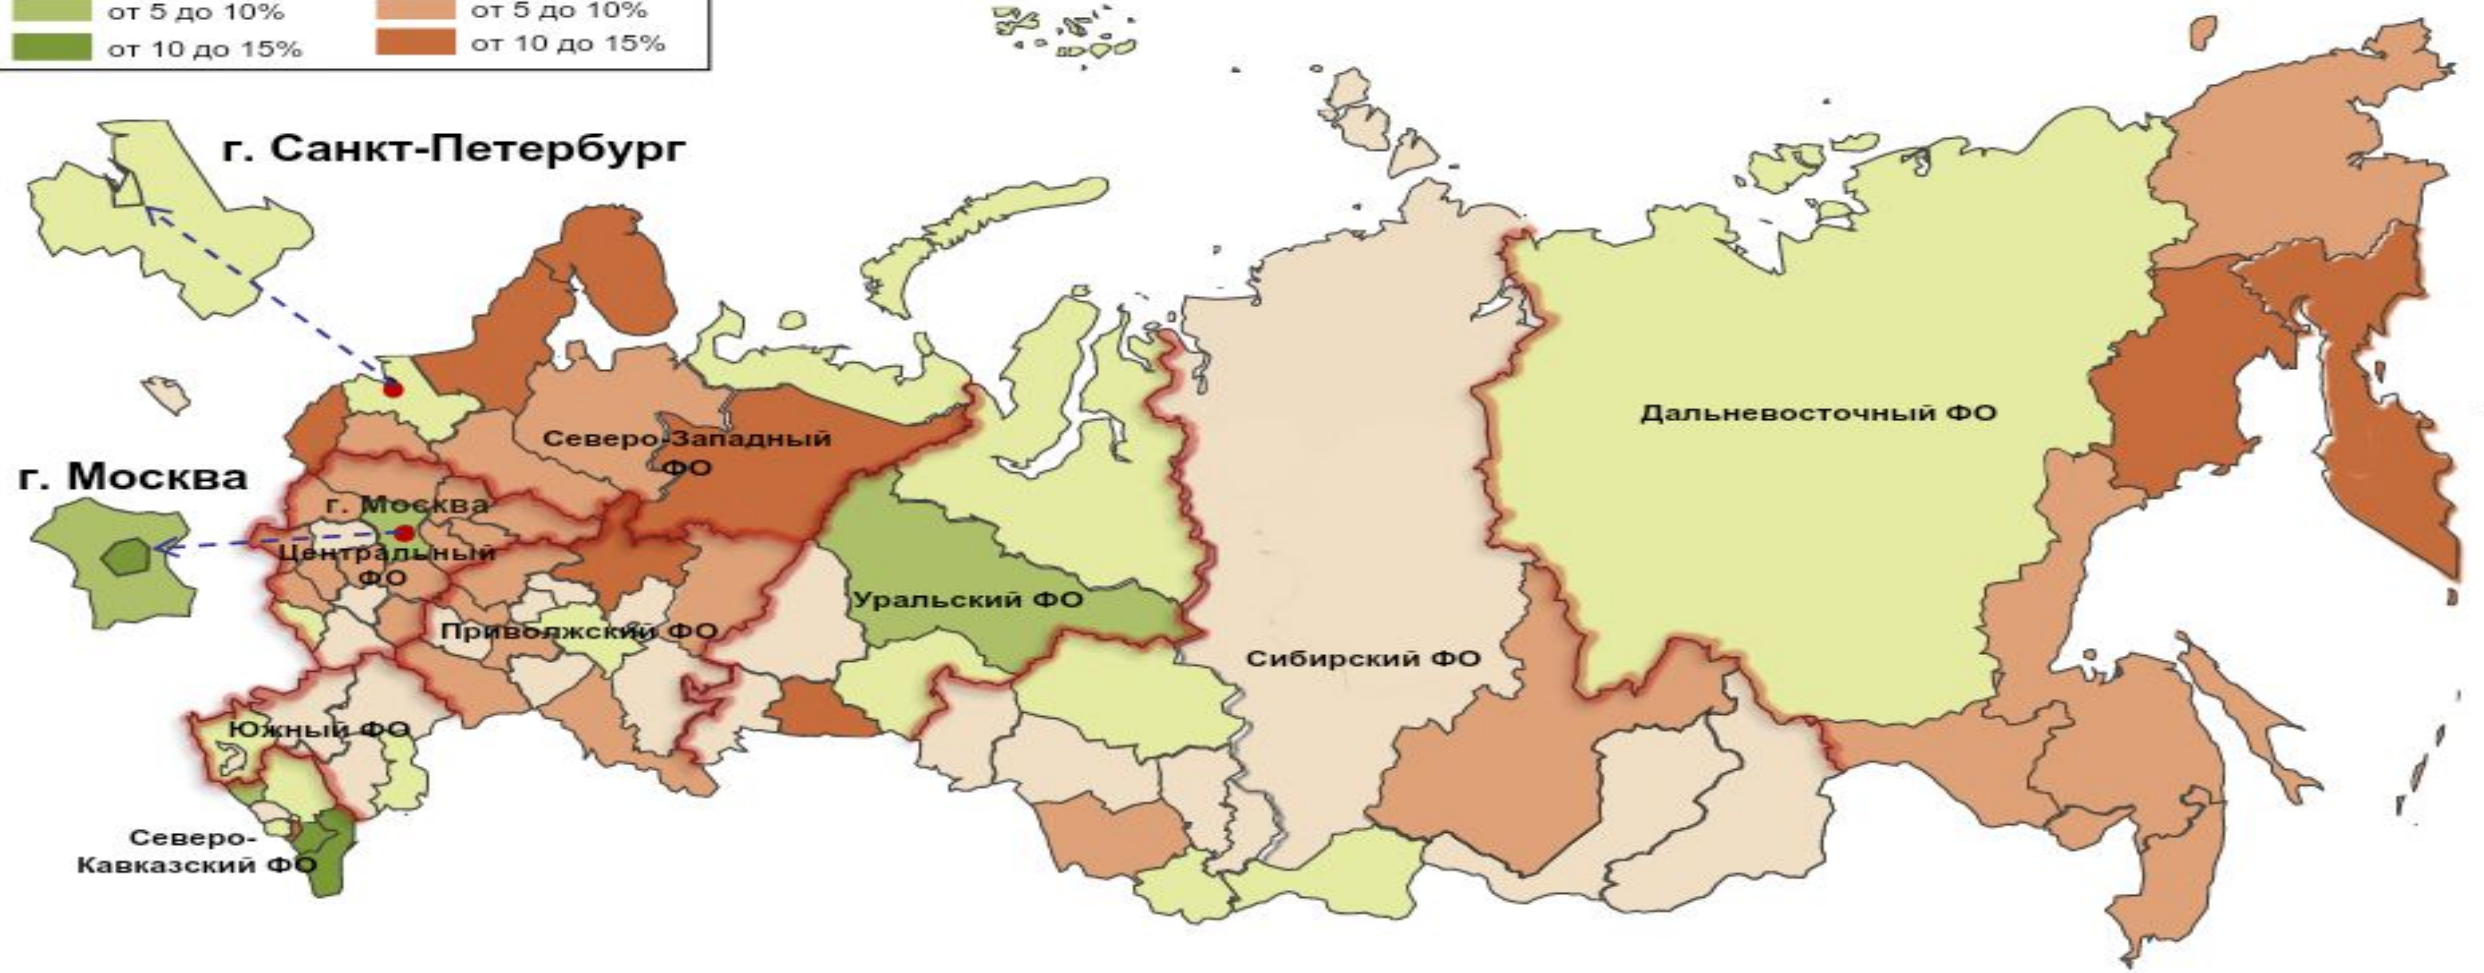 от 5 до 10%
от 5 до 10%
от 10 до 15%
от 10 до 15%
г. Санкт-Петербург
г. Москва
г. Москва
Северо-Западный
ФО
Центральный
ФО
Дальневосточный ФО
Уральский ФО
Приволжский ФО
Сибирский ФО
Южный ФО
Северо-
Кавказский ФО